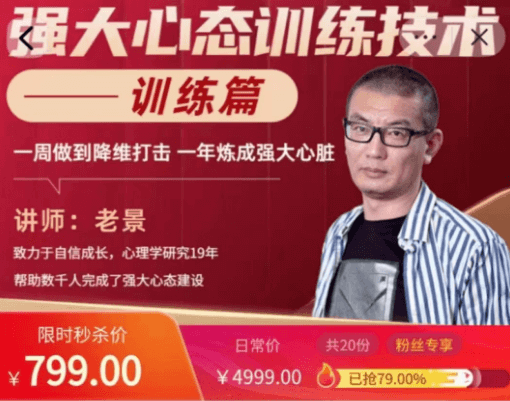 强大心态训练技术
训练篇
一周做到降维打击 一年炼成强大心脏
讲师：老景
致力于自信成长，心理学研究19年
帮助数千人完成了强大心态建设
限时秒杀价
¥799.00
日常价
¥4999.00
共20份
粉丝专享
已抢79.00%